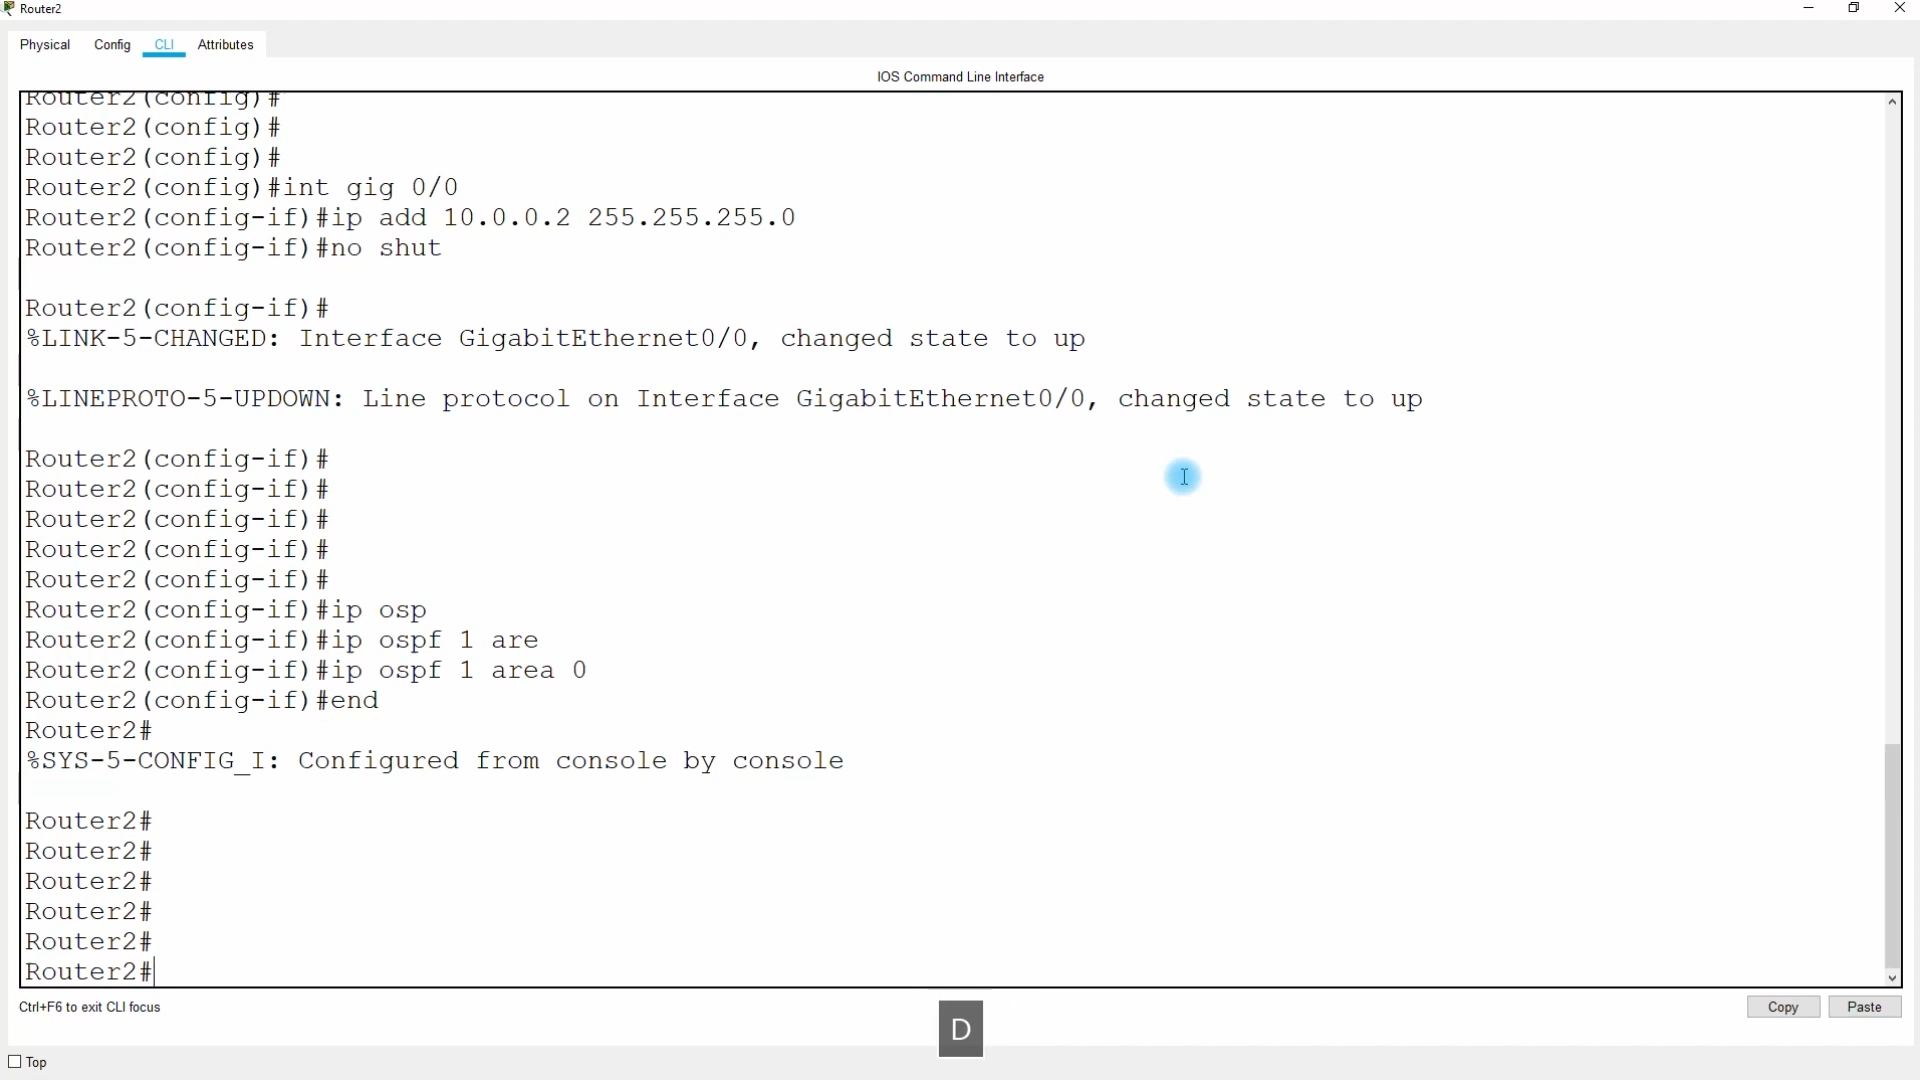 Router2
Physical Config CLI Attributes
IOS Command Line Interface
Router2(config)#
Router2(config)#
Router2(config)#
Router2(config)#int gig 0/0
Router2(config-if)#ip add 10.0.0.2 255.255.255.0
Router2(config-if)#no shut
Router2(config-if)#
%LINK-5-CHANGED: Interface GigabitEthernet0/0, changed state to up
%LINEPROTO-5-UPDOWN: Line protocol on Interface GigabitEthernet0/0, changed state to up
Router2(config-if)#
Router2(config-if)#
Router2(config-if)#
Router2(config-if)#
Router2(config-if)#
Router2(config-if)#ip osp
Router2(config-if)#ip ospf 1 are
Router2(config-if)#ip ospf 1 area 0
Router2(config-if)#end
Router2#
%SYS-5-CONFIG_I: Configured from console by console
Router2#
Router2#
Router2#
Router2#
Router2#
Router2#
Ctrl+F6 to exit CLI focus
Copy Paste
D
Top